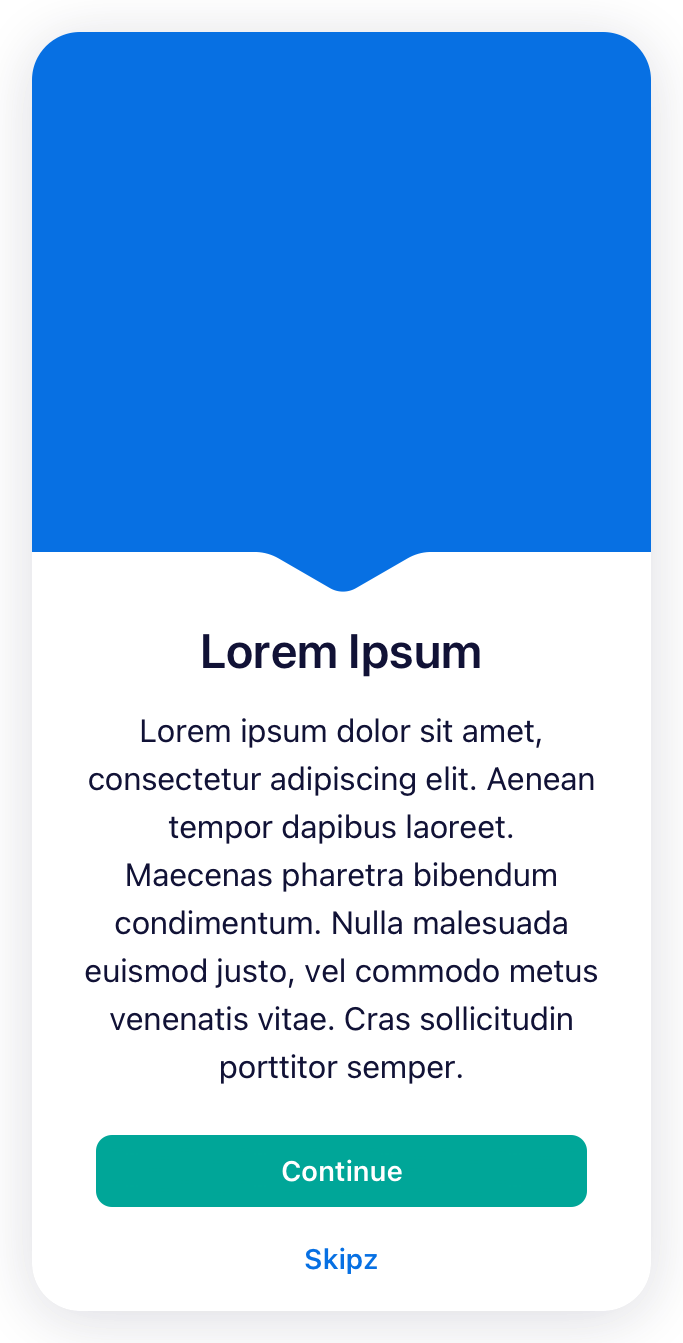 Lorem Ipsum
Lorem ipsum dolor sit amet,
consectetur adipiscing elit. Aenean
tempor dapibus laoreet.
Maecenas pharetra bibendum
condimentum. Nulla malesuada
euismod justo, vel commodo metus
venenatis vitae. Cras sollicitudin
porttitor semper.
Continue
Skipz